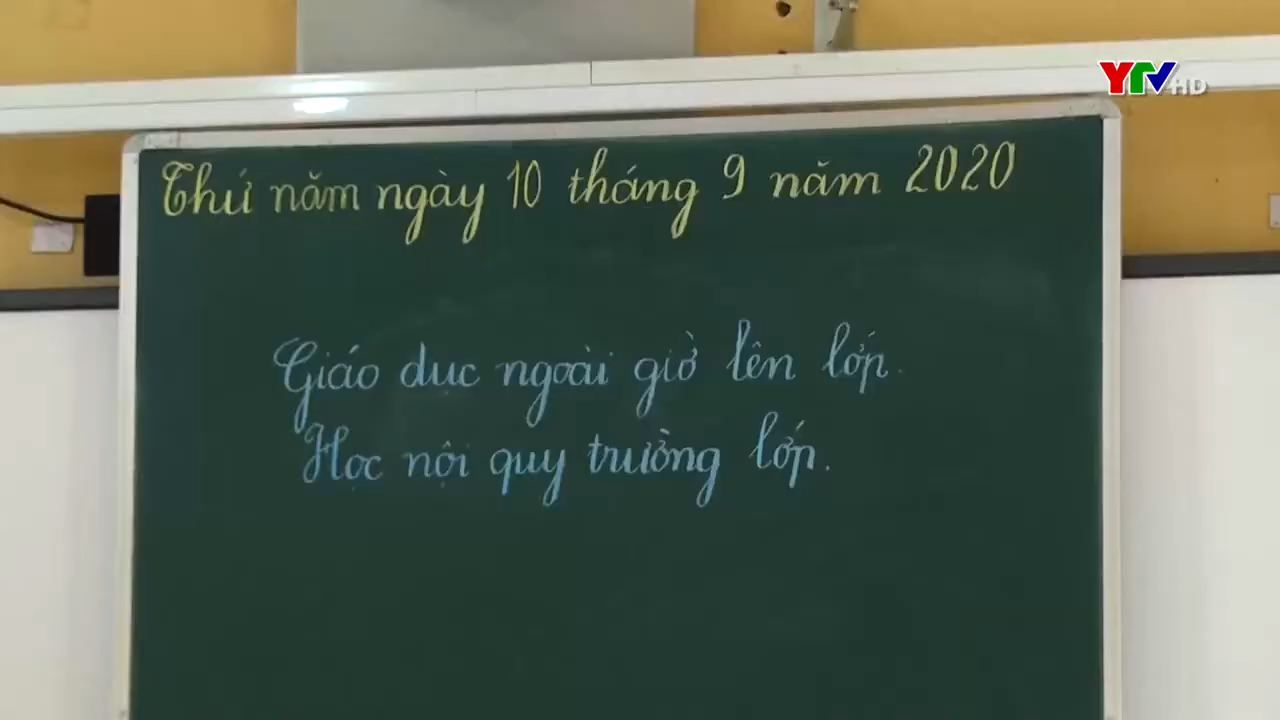 YTV HD
Thứ năm ngày 10 tháng 9 năm 2020
Giáo dục ngoài giờ lên lớp.
Học nội quy trường lớp.